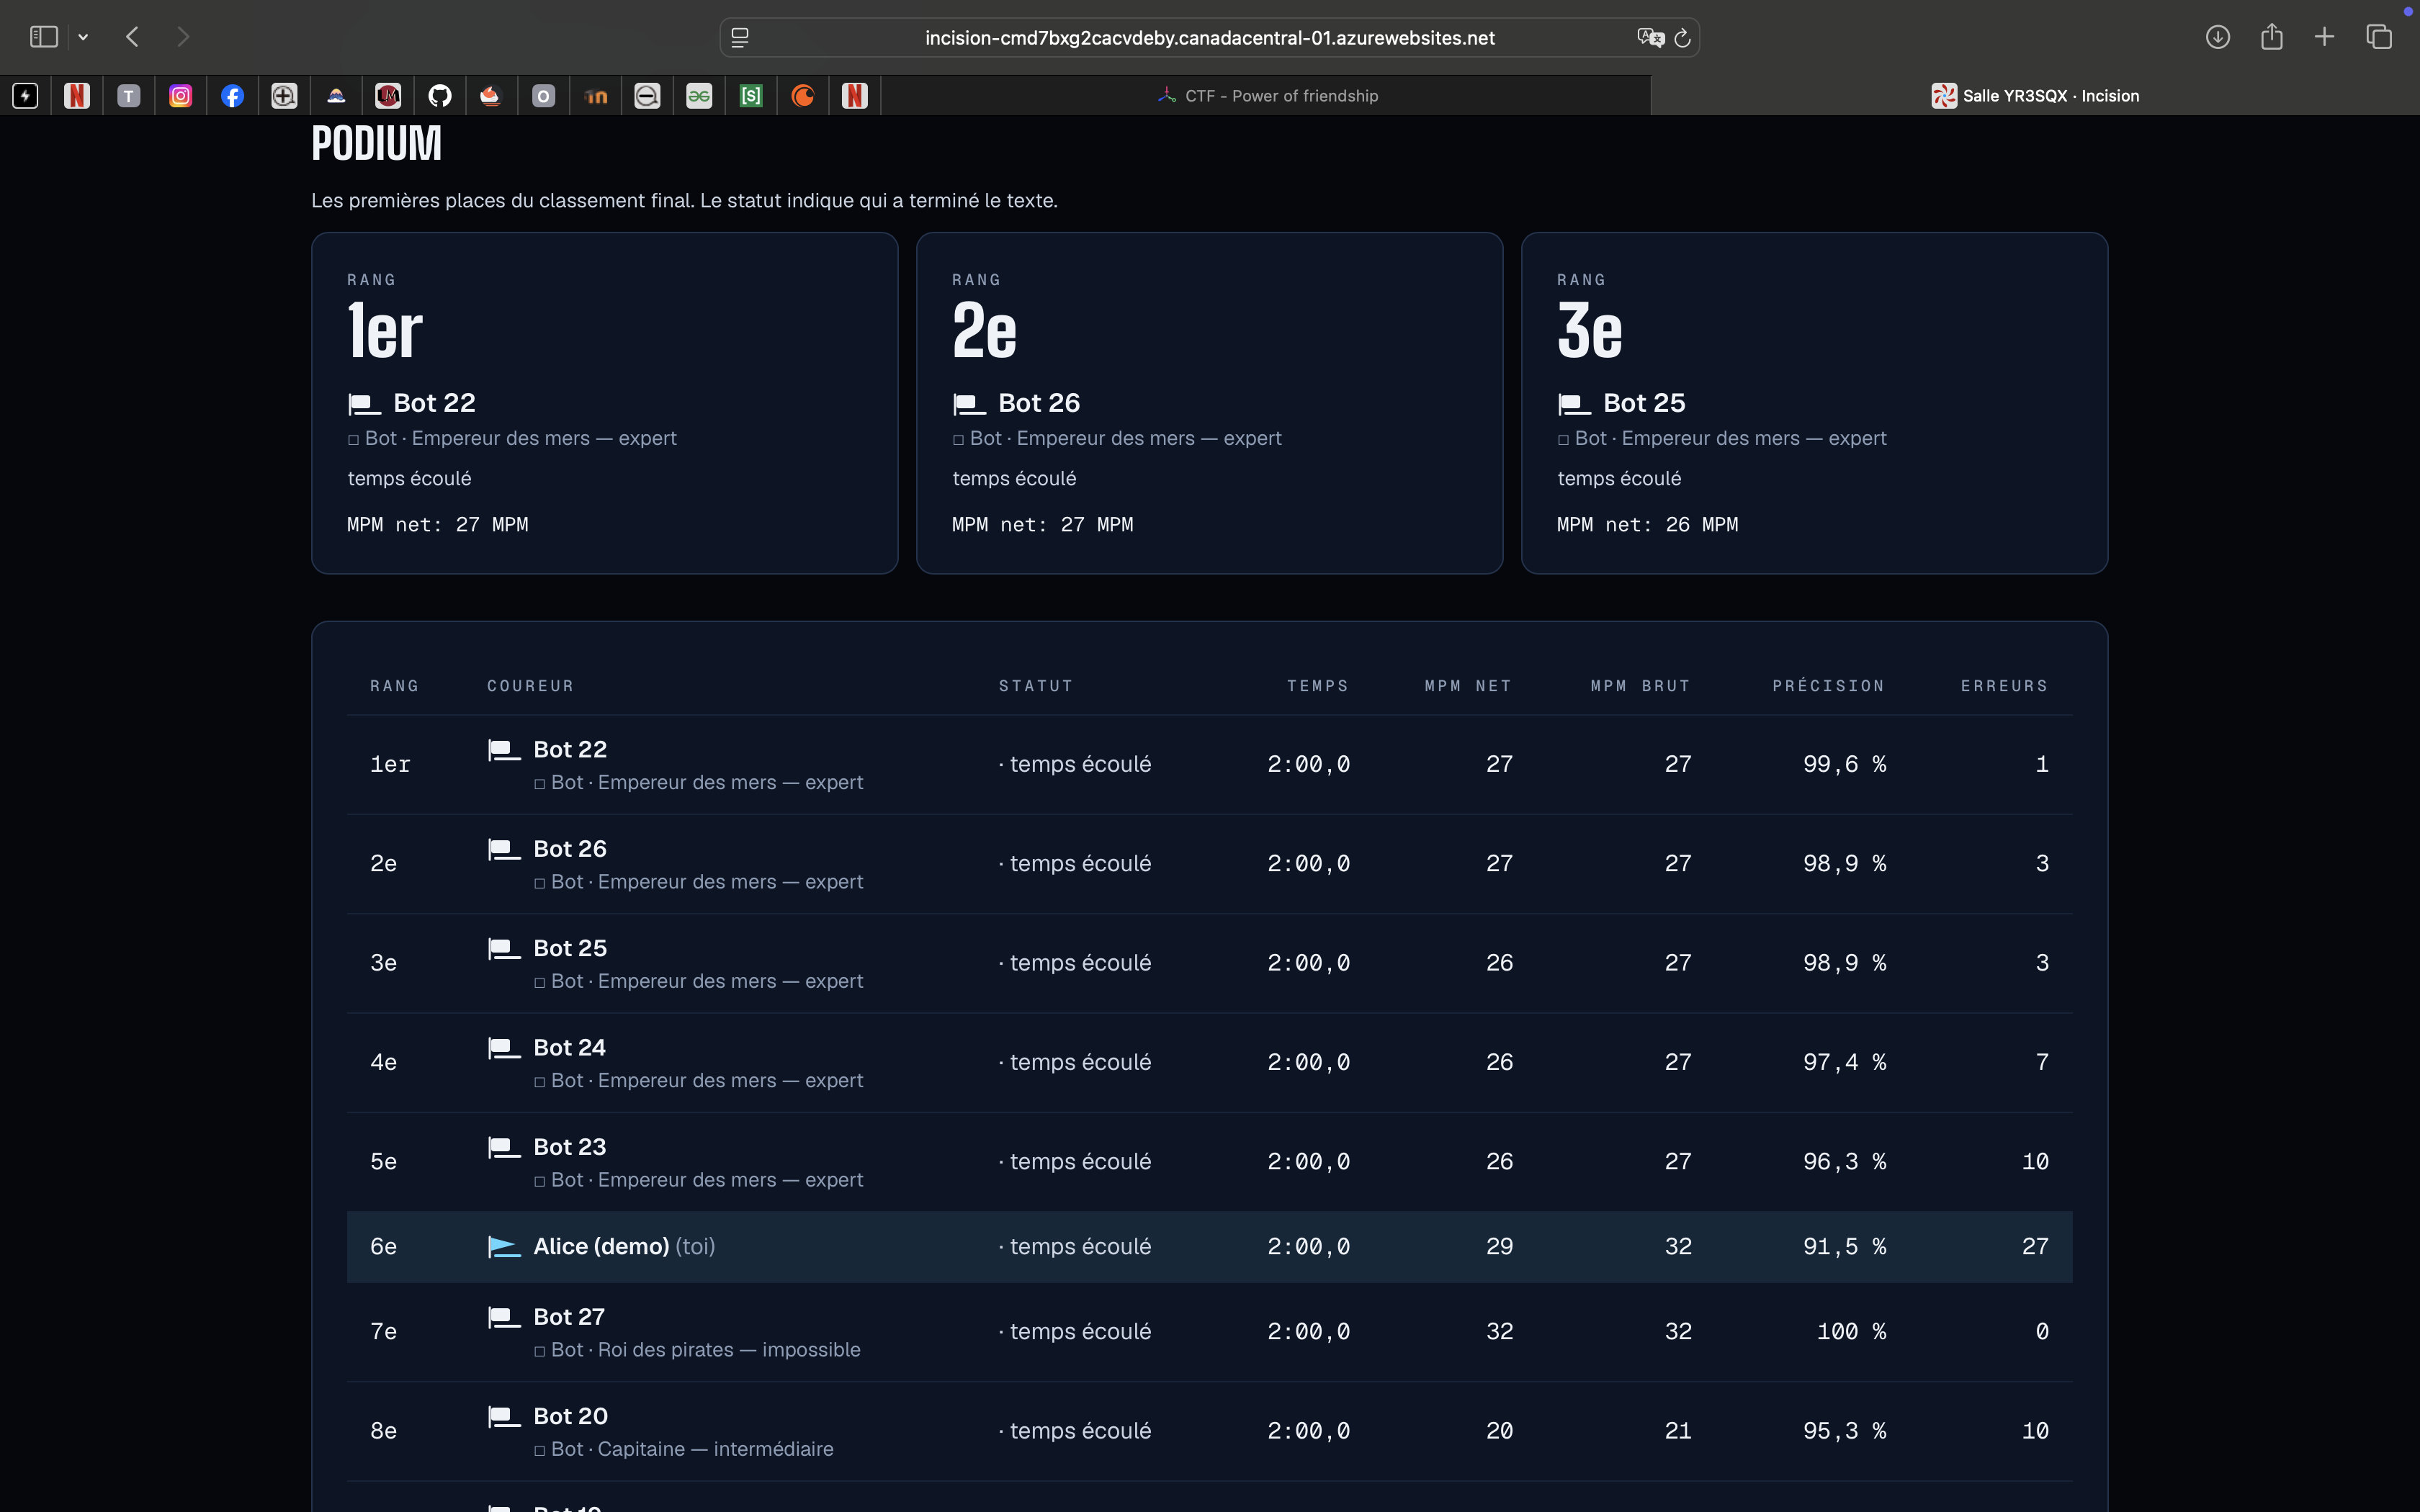 incision-cmd7bxg2cacvdeby.canadacentral-01.azurewebsites.net
CTF - Power of friendship
Salle YR3SQX · Incision
PODIUM
Les premières places du classement final. Le statut indique qui a terminé le texte.
RANG
1er
Bot 22
□ Bot · Empereur des mers — expert
temps écoulé
MPM net: 27 MPM
RANG
2e
Bot 26
□ Bot · Empereur des mers — expert
temps écoulé
MPM net: 27 MPM
RANG
3e
Bot 25
□ Bot · Empereur des mers — expert
temps écoulé
MPM net: 26 MPM
RANG COUREUR STATUT TEMPS MPM NET MPM BRUT PRÉCISION ERREURS
1er Bot 22 · temps écoulé 2:00,0 27 27 99,6 % 1
□ Bot · Empereur des mers — expert
2e Bot 26 · temps écoulé 2:00,0 27 27 98,9 % 3
□ Bot · Empereur des mers — expert
3e Bot 25 · temps écoulé 2:00,0 26 27 98,9 % 3
□ Bot · Empereur des mers — expert
4e Bot 24 · temps écoulé 2:00,0 26 27 97,4 % 7
□ Bot · Empereur des mers — expert
5e Bot 23 · temps écoulé 2:00,0 26 27 96,3 % 10
□ Bot · Empereur des mers — expert
6e Alice (demo) (toi) · temps écoulé 2:00,0 29 32 91,5 % 27
7e Bot 27 · temps écoulé 2:00,0 32 32 100 % 0
□ Bot · Roi des pirates — impossible
8e Bot 20 · temps écoulé 2:00,0 20 21 95,3 % 10
□ Bot · Capitaine — intermédiaire